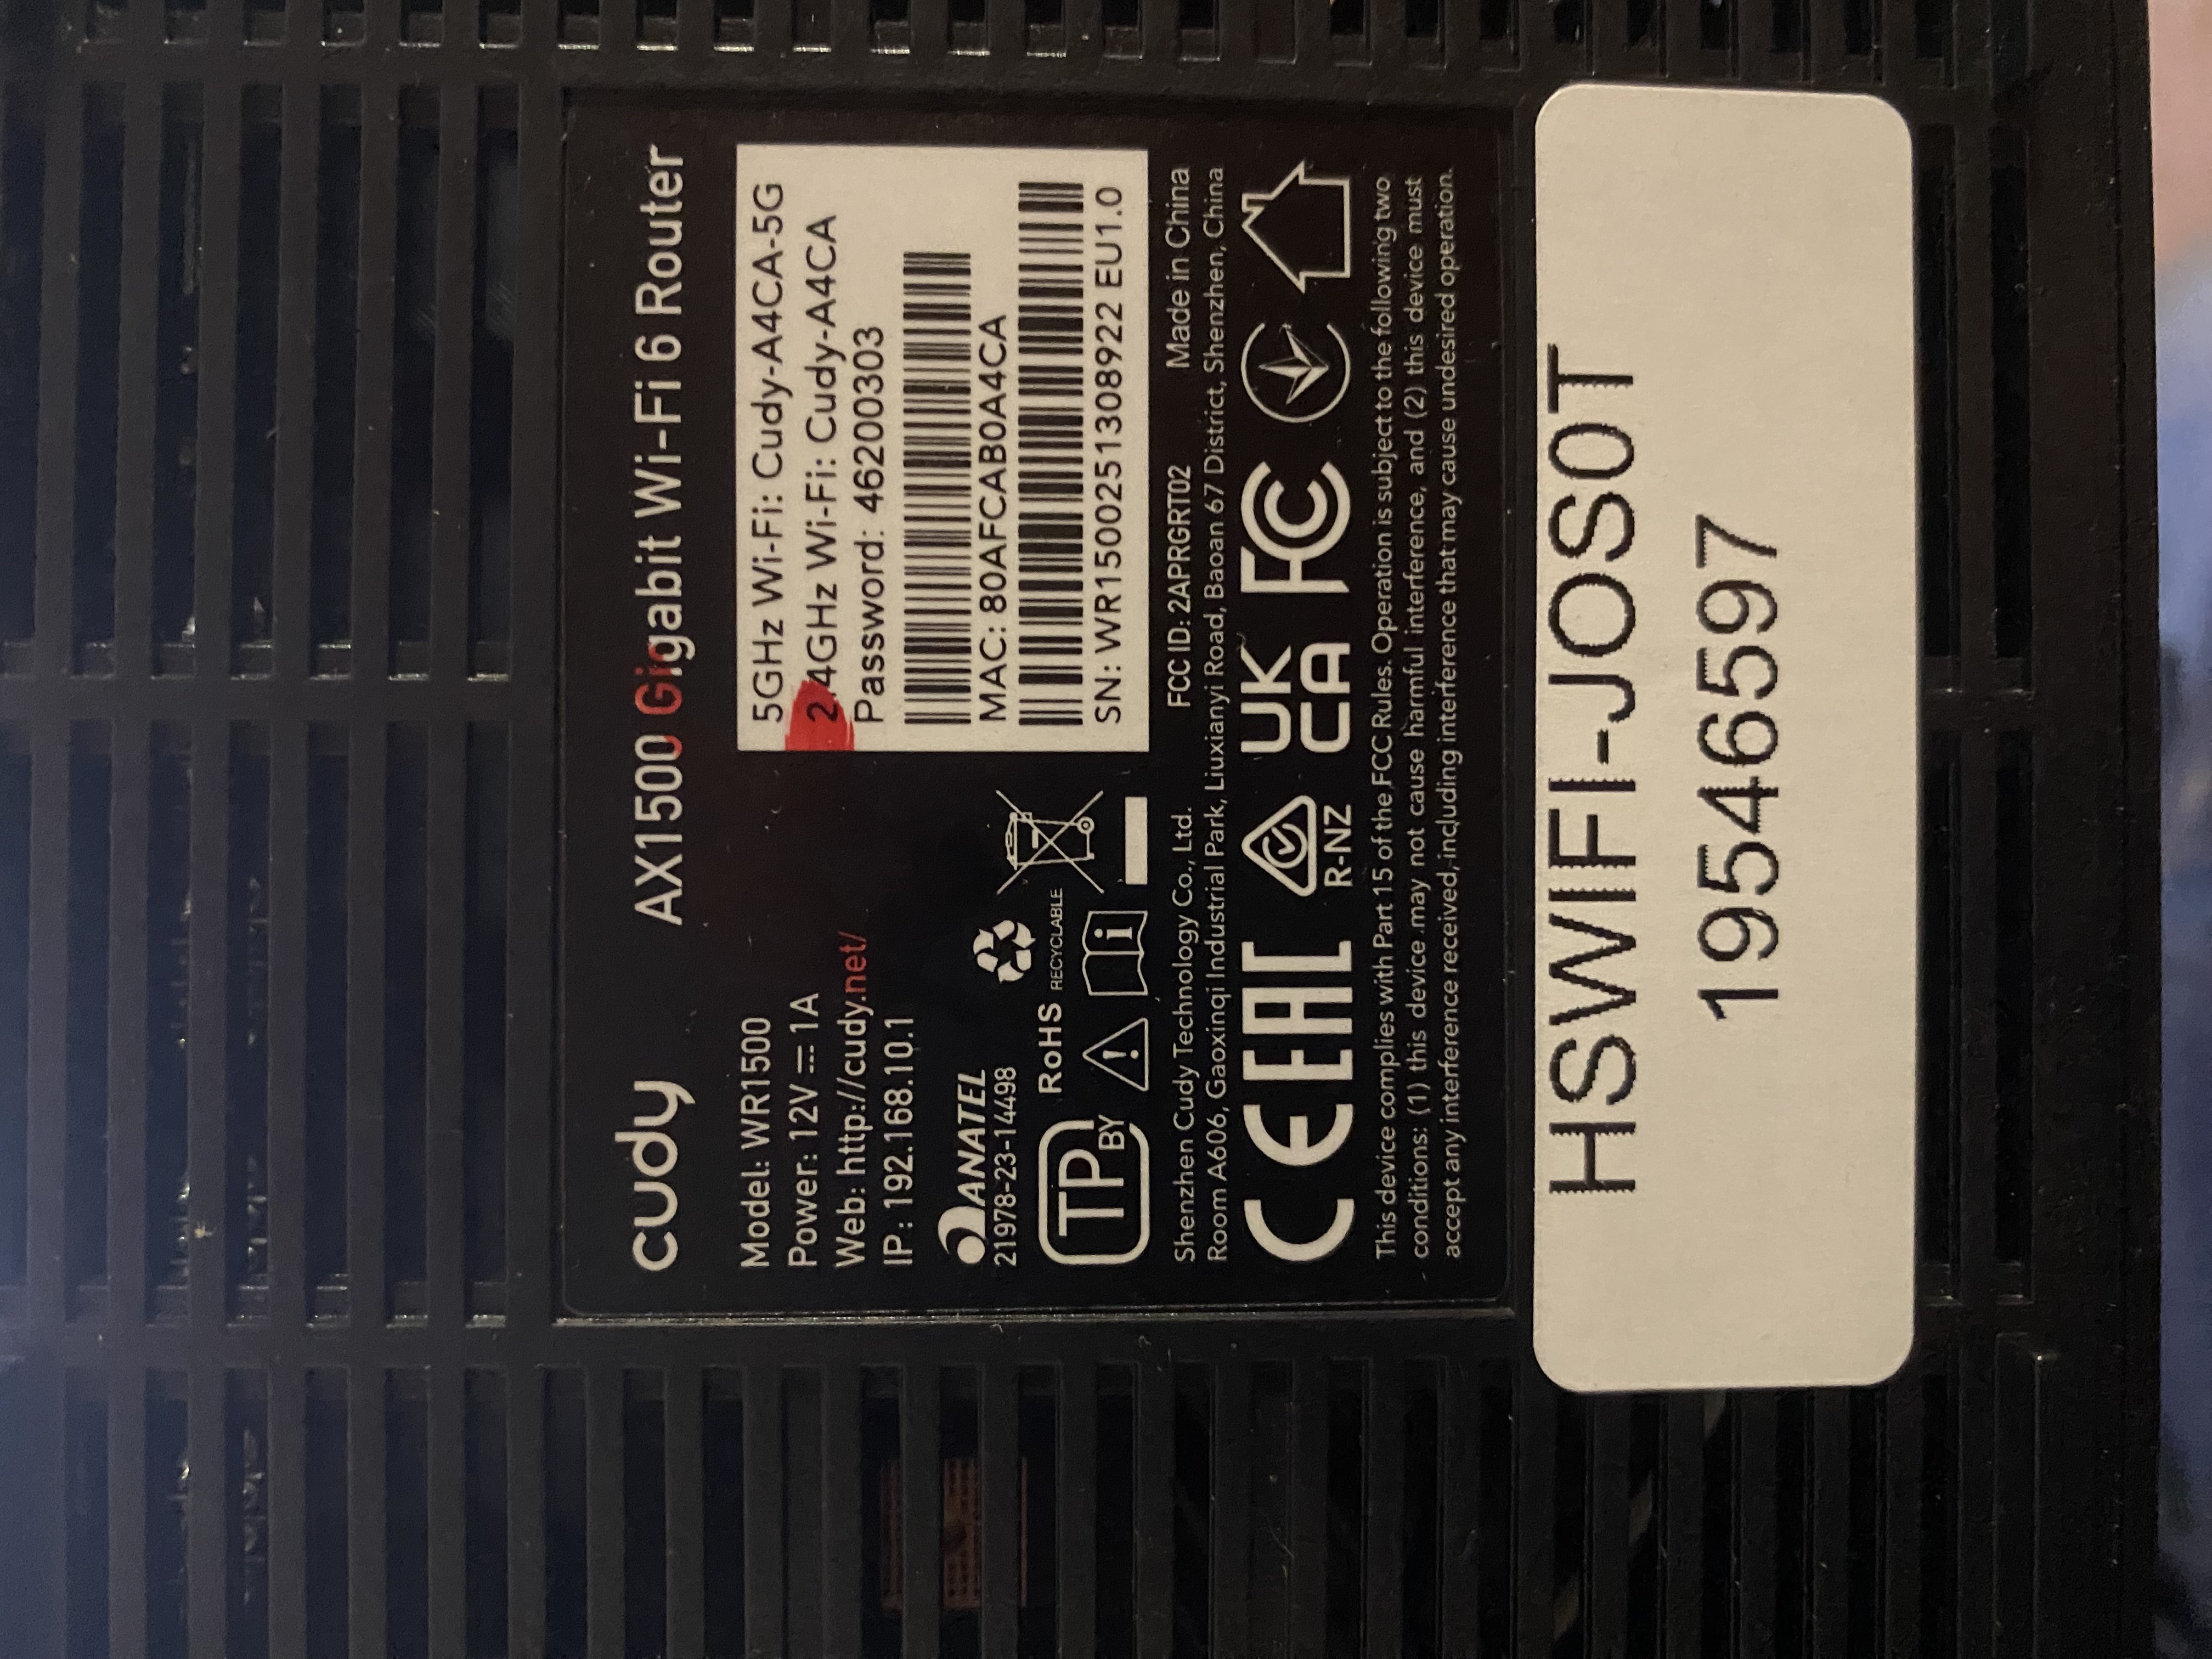 cudy
AX1500 Gigabit Wi-Fi 6 Router
Model: WR1500
Power: 12V ⎓ 1A
Web: http://cudy.net/
IP: 192.168.10.1
5GHz Wi-Fi: Cudy-A4CA-5G
2.4GHz Wi-Fi: Cudy-A4CA
Password: 46200303
MAC: 80AFCAB0A4CA
SN: WR1500251308922 EU1.0
ANATEL
21978-23-14498
RoHS
RECYCLABLE
TP
BY
Shenzhen Cudy Technology Co., Ltd. FCC ID: 2APRGRT02 Made in China
Room A606, Gaoxinqi Industrial Park, Liuxianyi Road, Baoan 67 District, Shenzhen, China
CE EAC R-NZ UK CA FC
This device complies with Part 15 of the FCC Rules. Operation is subject to the following two
conditions: (1) this device may not cause harmful interference, and (2) this device must
accept any interference received, including interference that may cause undesired operation.
HSWIFI-JOS0T
19546597